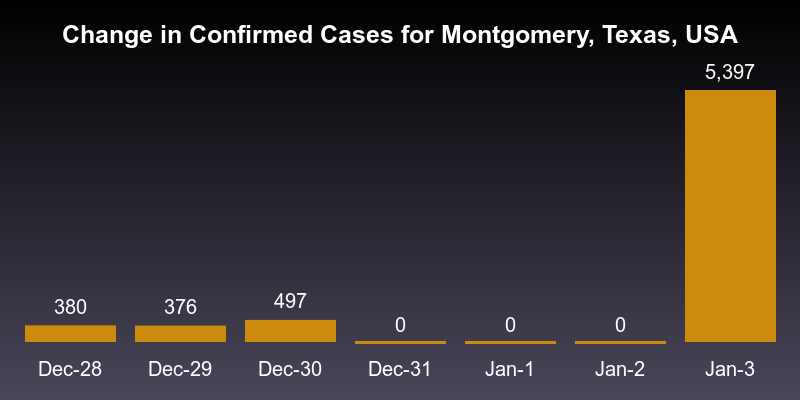 Change in Confirmed Cases for Montgomery, Texas, USA
5,397
380 376 497 0 0 0
Dec-28 Dec-29 Dec-30 Dec-31 Jan-1 Jan-2 Jan-3